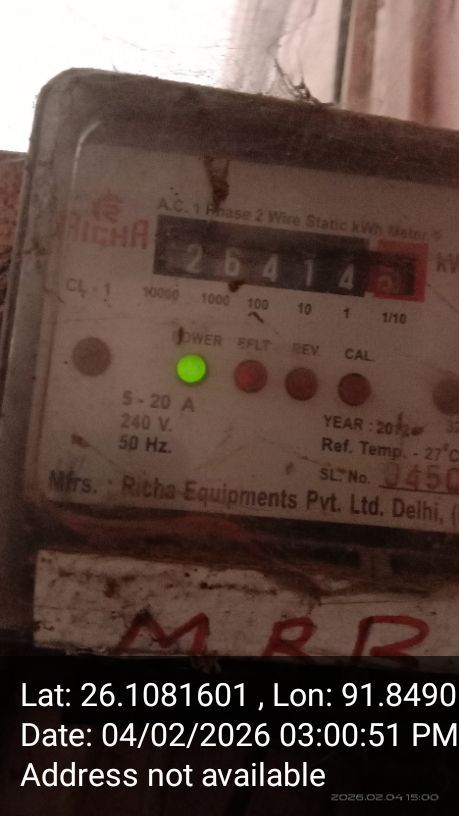 A.C. 1 Phase 2 Wire Static kWh Meter
RICHA
2 6 4 1 4
CL - 1
10000 1000 100 10 1 1/10
POWER EFLT REV. CAL.
5 - 20 A
240 V.
50 Hz.
YEAR :
Ref. Temp. - 27°C
SL. No. 0450
Mfrs. : Richa Equipments Pvt. Ltd. Delhi, (
M R B
Lat: 26.1081601 , Lon: 91.8490
Date: 04/02/2026 03:00:51 PM
Address not available
2026.02.04 15:00